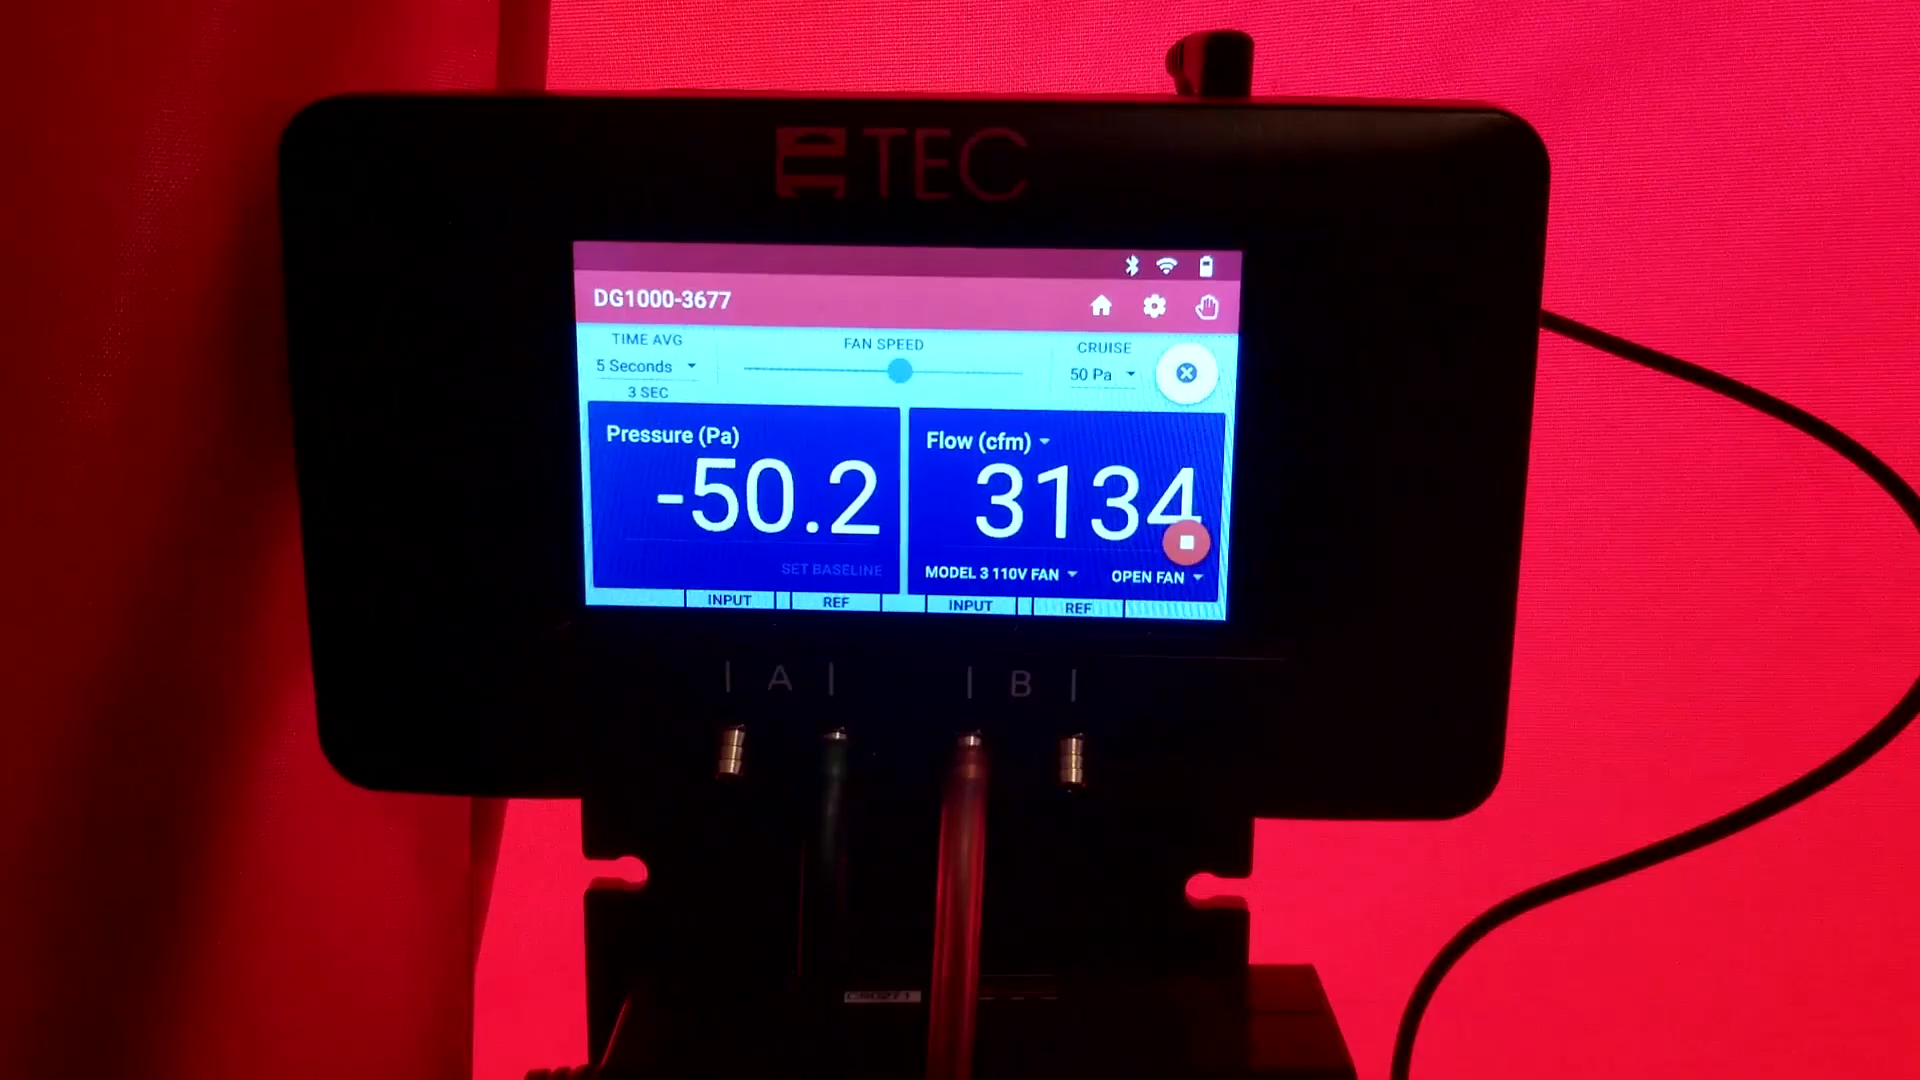 TEC
DG1000-3677
TIME AVG
5 Seconds
3 SEC
FAN SPEED
CRUISE
50 Pa
Pressure (Pa)
-50.2
SET BASELINE
Flow (cfm)
3134
MODEL 3 110V FAN
OPEN FAN
INPUT
REF
INPUT
REF
A
B